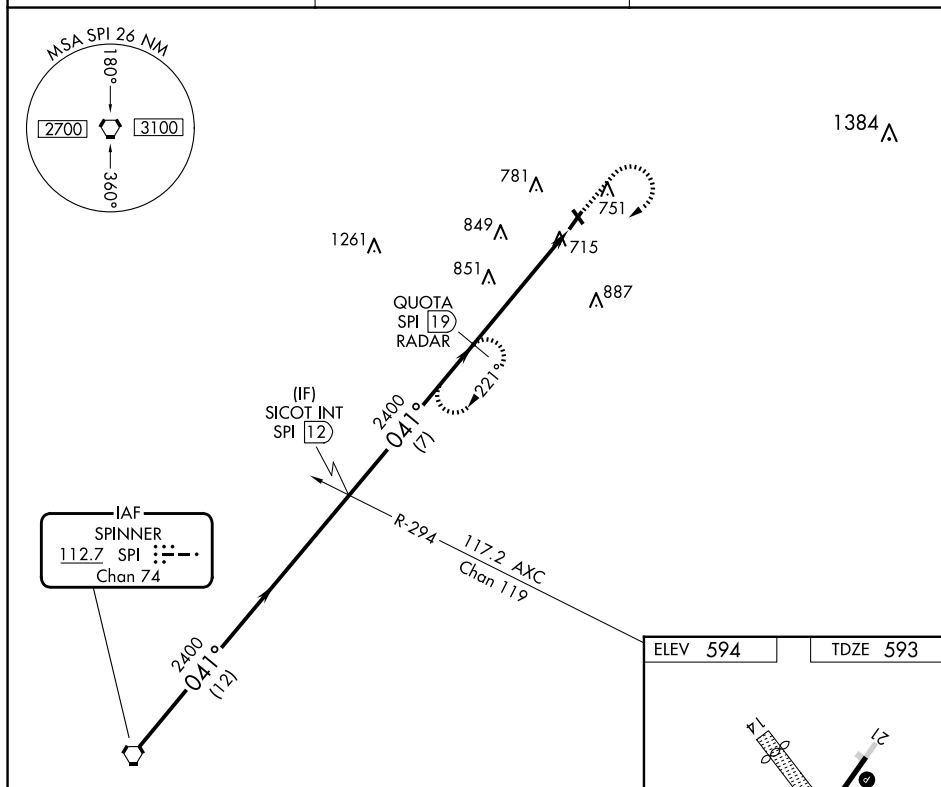 MSA SPI 26 NM
180°
2700
3100
360°
1384
781
751
849
1261
715
851
887
QUOTA
SPI 19
RADAR
221°
(IF)
SICOT INT
SPI 12
2400
041°
(7)
IAF
SPINNER
112.7 SPI
Chan 74
R-294
117.2 AXC
Chan 119
2400
041°
(12)
ELEV 594
TDZE 593
14
21
P